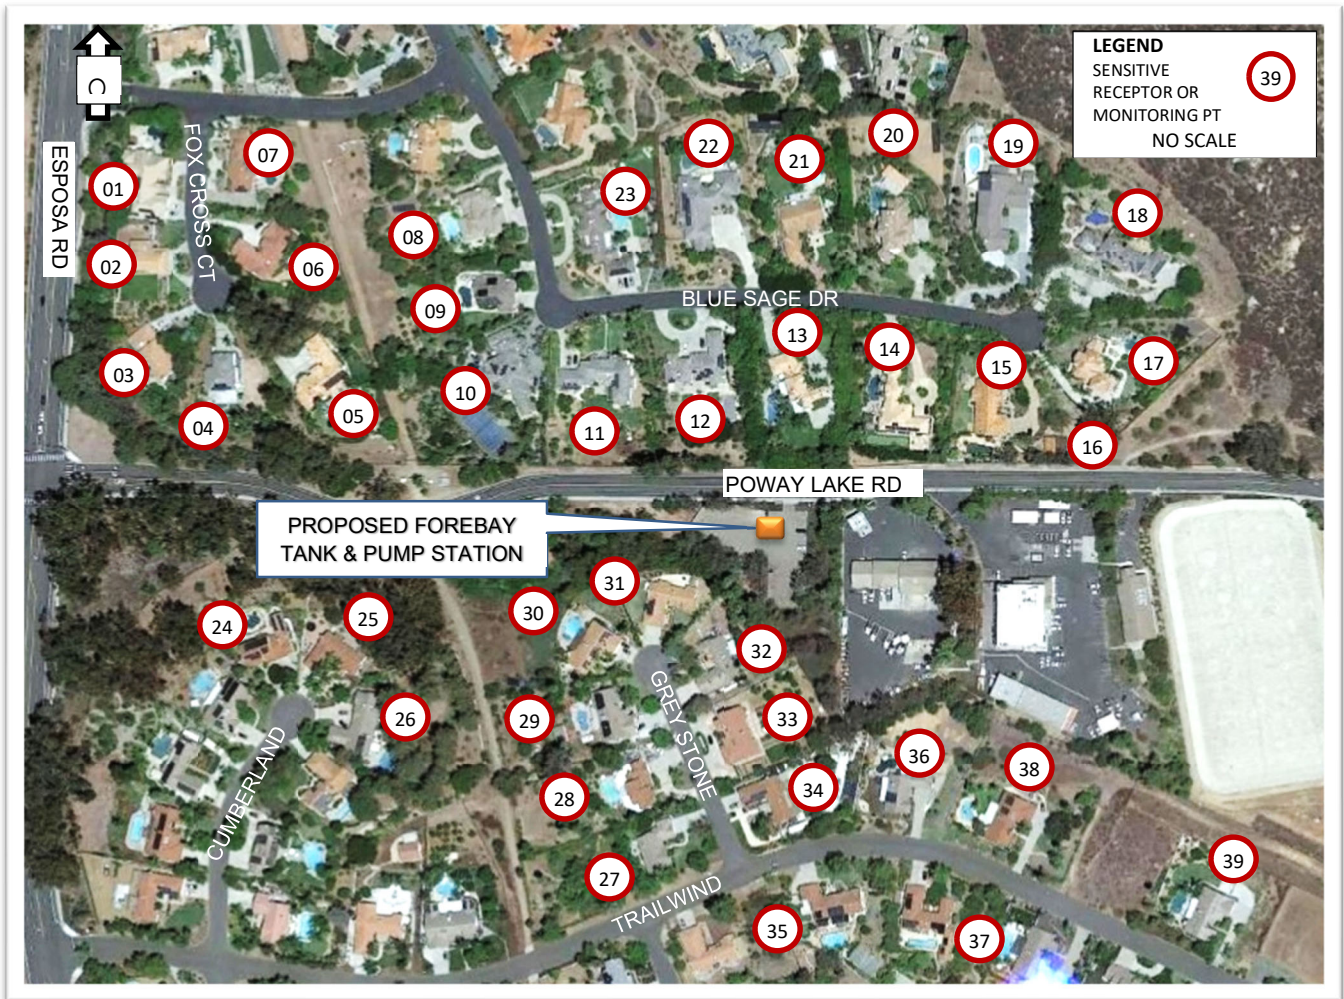 LEGEND
SENSITIVE
RECEPTOR OR
MONITORING PT
39
NO SCALE
C
ESPOSA RD
FOX CROSS CT
01
02
03
04
05
06
07
08
09
10
11
12
13
14
15
16
17
18
19
20
21
22
23
BLUE SAGE DR
POWAY LAKE RD
PROPOSED FOREBAY
TANK & PUMP STATION
24
25
26
27
28
29
30
31
32
33
34
35
36
37
38
39
GREY STONE
CUMBERLAND
TRAILWIND